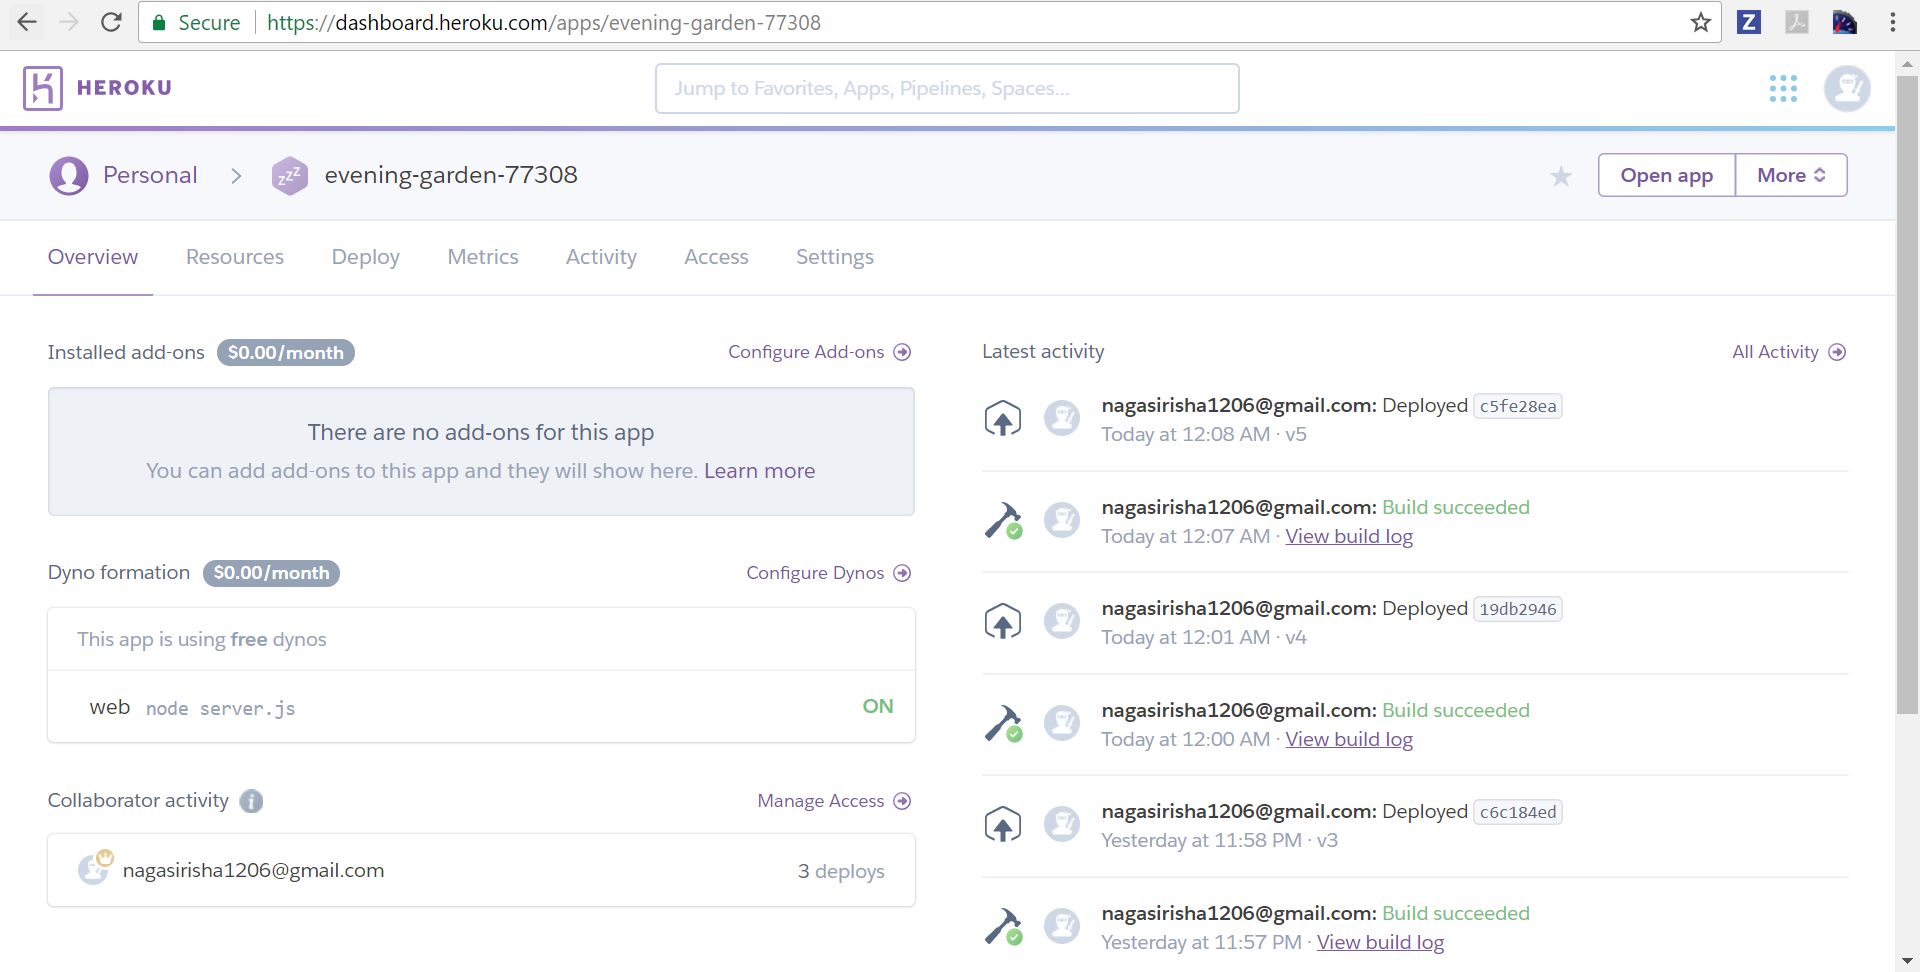 Secure https://dashboard.heroku.com/apps/evening-garden-77308
HEROKU
Jump to Favorites, Apps, Pipelines, Spaces...
Personal > zzZ evening-garden-77308
Open app More
Overview Resources Deploy Metrics Activity Access Settings
Installed add-ons $0.00/month Configure Add-ons
There are no add-ons for this app
You can add add-ons to this app and they will show here. Learn more
Dyno formation $0.00/month Configure Dynos
This app is using free dynos
web node server.js ON
Collaborator activity i Manage Access
nagasirisha1206@gmail.com 3 deploys
Latest activity All Activity
nagasirisha1206@gmail.com: Deployed c5fe28ea
Today at 12:08 AM · v5
nagasirisha1206@gmail.com: Build succeeded
Today at 12:07 AM · View build log
nagasirisha1206@gmail.com: Deployed 19db2946
Today at 12:01 AM · v4
nagasirisha1206@gmail.com: Build succeeded
Today at 12:00 AM · View build log
nagasirisha1206@gmail.com: Deployed c6c184ed
Yesterday at 11:58 PM · v3
nagasirisha1206@gmail.com: Build succeeded
Yesterday at 11:57 PM · View build log